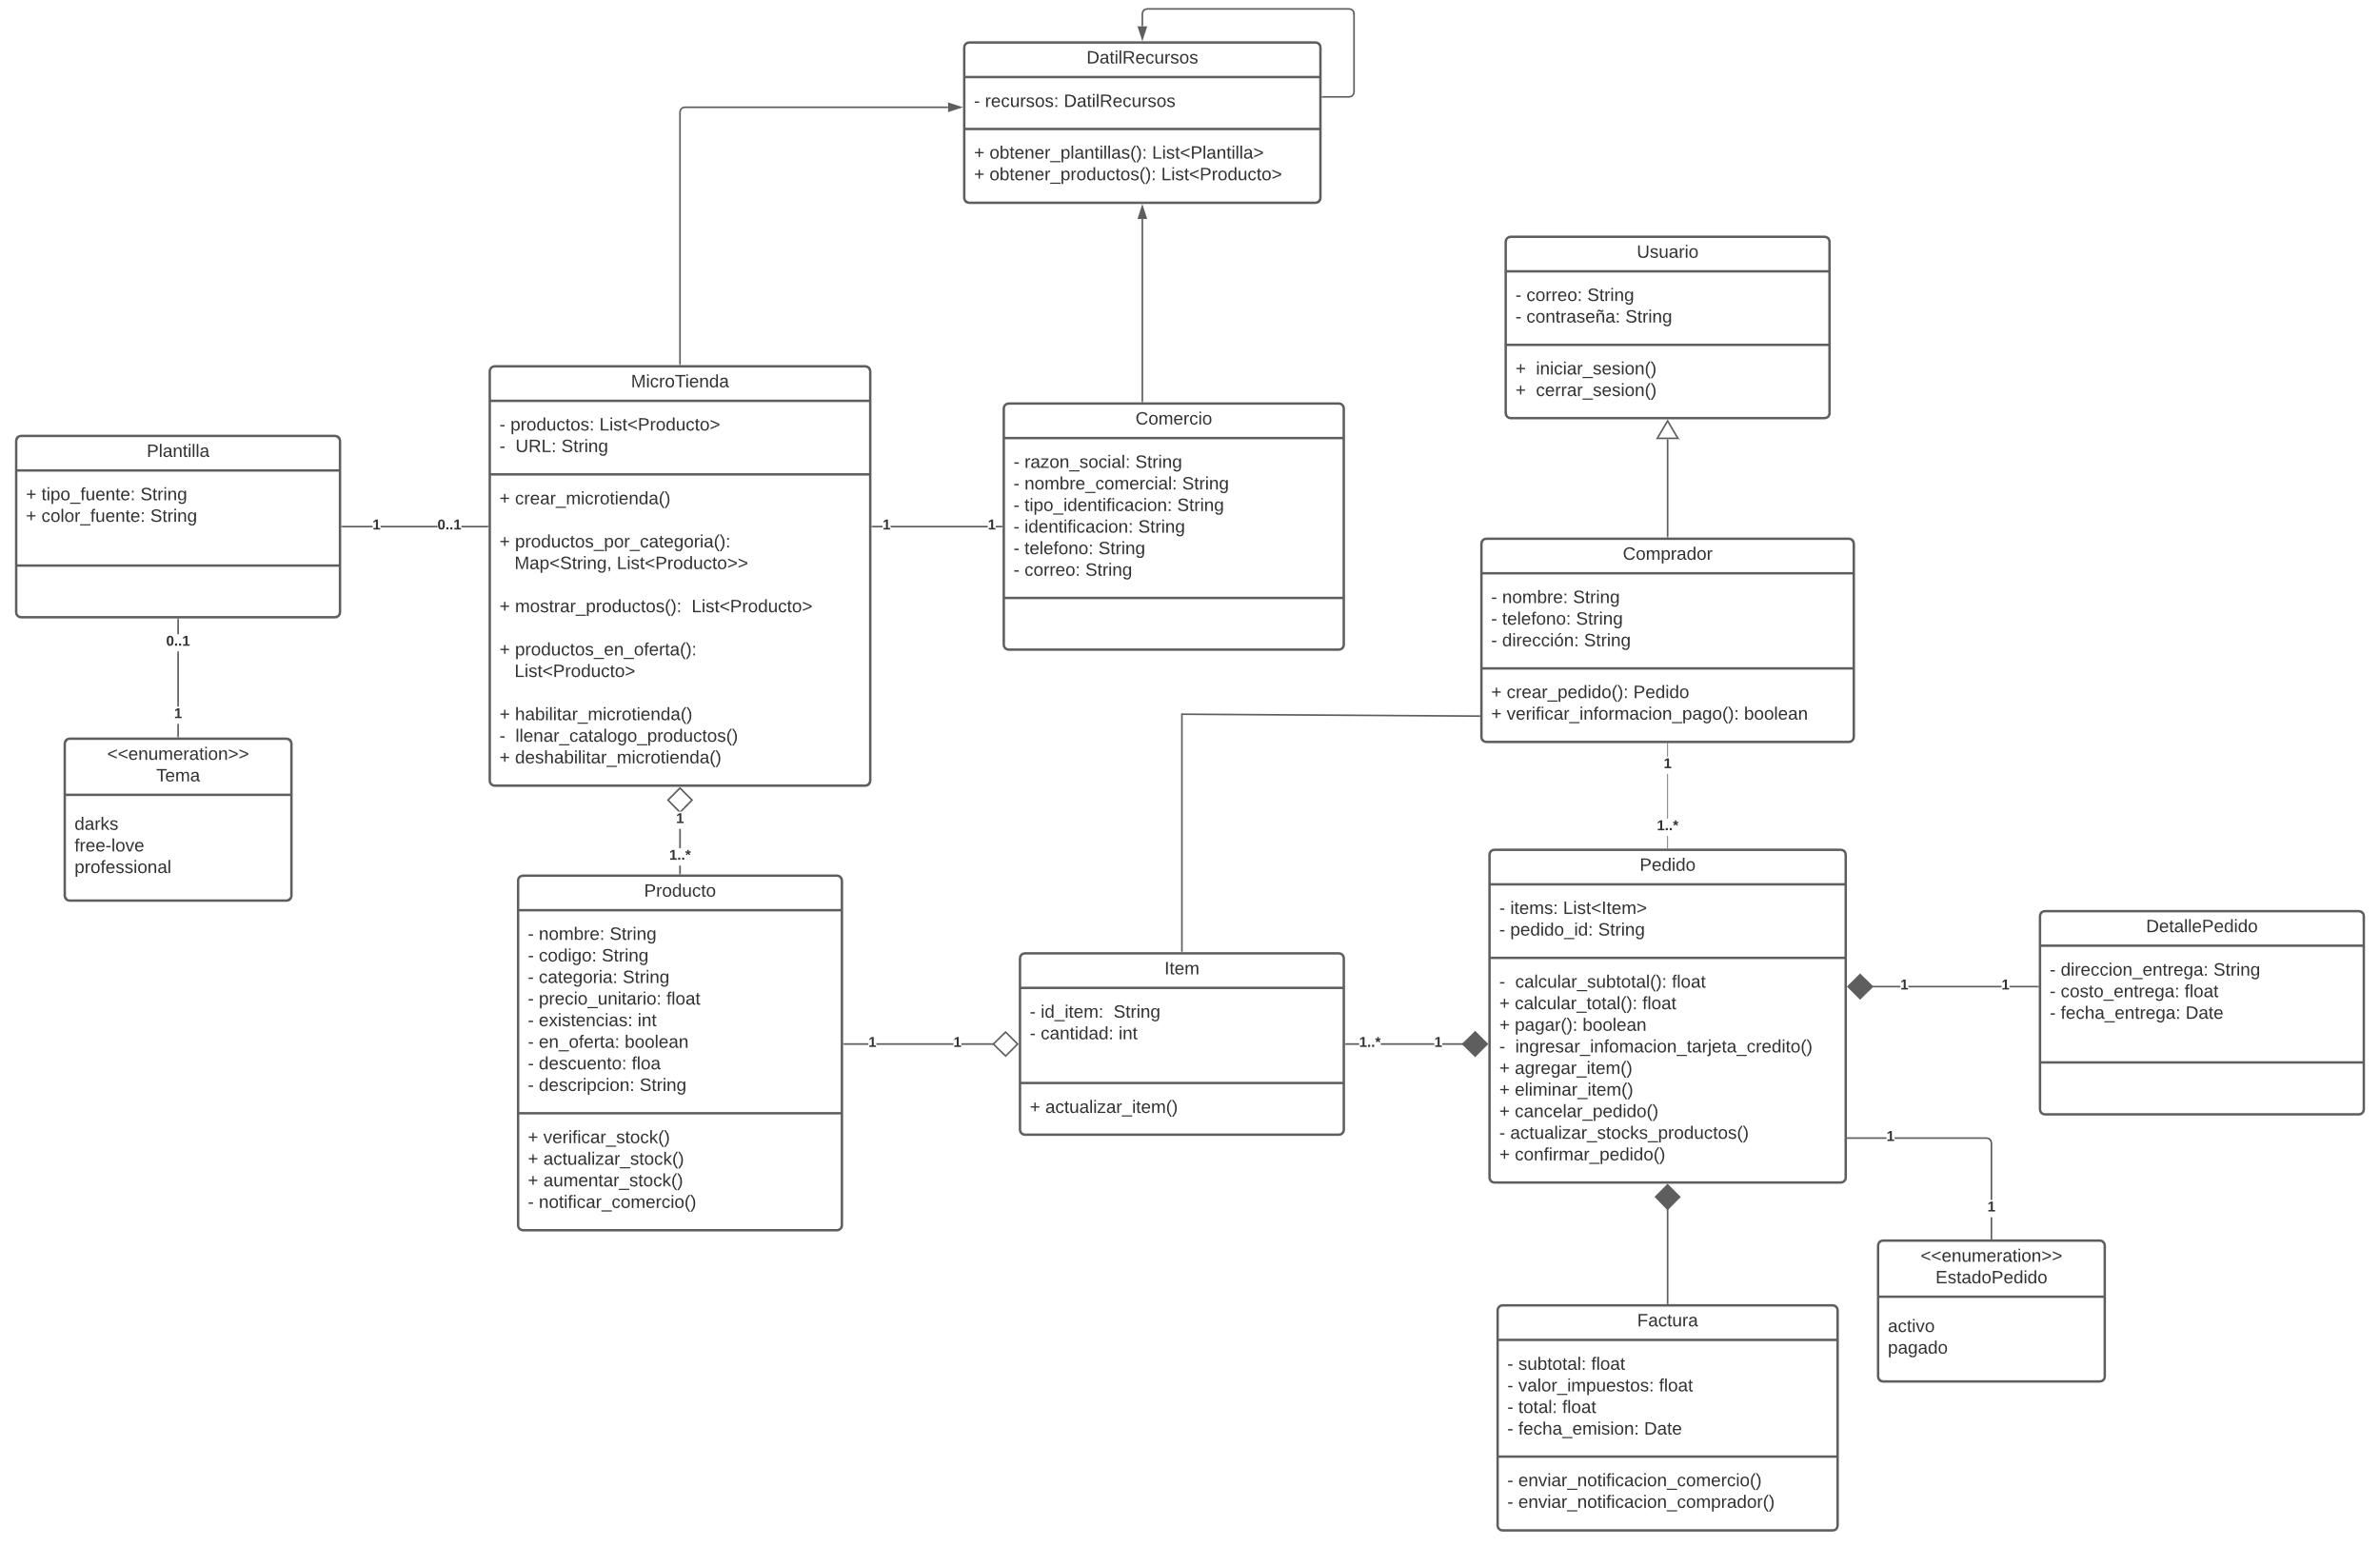 DatilRecursos
- recursos: DatilRecursos
+ obtener_plantillas(): List<Plantilla>
+ obtener_productos(): List<Producto>
Usuario
- correo: String
- contraseña: String
+  iniciar_sesion()
+  cerrar_sesion()
MicroTienda
- productos: List<Producto>
-  URL: String
+ crear_microtienda()
+ productos_por_categoria():
Map<String, List<Producto>>
+ mostrar_productos():  List<Producto>
+ productos_en_oferta():
List<Producto>
+ habilitar_microtienda()
-  llenar_catalogo_productos()
+ deshabilitar_microtienda()
Comercio
- razon_social: String
- nombre_comercial: String
- tipo_identificacion: String
- identificacion: String
- telefono: String
- correo: String
Plantilla
+ tipo_fuente: String
+ color_fuente: String
1
0..1
1
1
0..1
1
<<enumeration>>
Tema
darks
free-love
professional
Comprador
- nombre: String
- telefono: String
- dirección: String
+ crear_pedido(): Pedido
+ verificar_informacion_pago(): boolean
1
1..*
1
1..*
Producto
- nombre: String
- codigo: String
- categoria: String
- precio_unitario: float
- existencias: int
- en_oferta: boolean
- descuento: floa
- descripcion: String
+ verificar_stock()
+ actualizar_stock()
+ aumentar_stock()
- notificar_comercio()
1
1
Item
- id_item:  String
- cantidad: int
+ actualizar_item()
1..*
1
Pedido
- items: List<Item>
- pedido_id: String
-  calcular_subtotal(): float
+ calcular_total(): float
+ pagar(): boolean
-  ingresar_infomacion_tarjeta_credito()
+ agregar_item()
+ eliminar_item()
+ cancelar_pedido()
- actualizar_stocks_productos()
+ confirmar_pedido()
1
1
DetallePedido
- direccion_entrega: String
- costo_entrega: float
- fecha_entrega: Date
1
1
<<enumeration>>
EstadoPedido
activo
pagado
Factura
- subtotal: float
- valor_impuestos: float
- total: float
- fecha_emision: Date
- enviar_notificacion_comercio()
- enviar_notificacion_comprador()